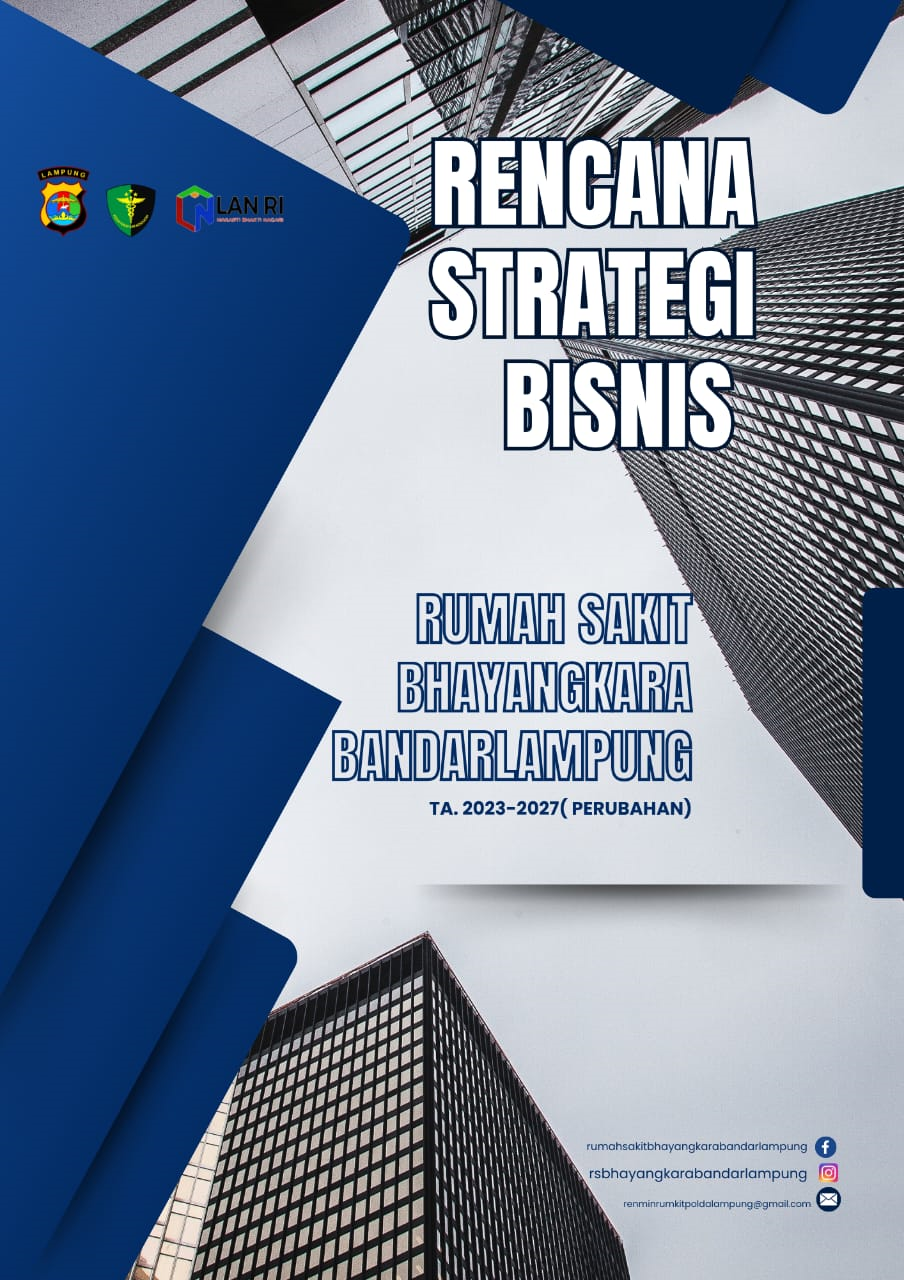 LAMPUNG
LAN RI
RENCANA
STRATEGI
BISNIS
RUMAH SAKIT
BHAYANGKARA
BANDARLAMPUNG
TA. 2023-2027( PERUBAHAN)
rumahsakitbhayangkarabandarlampung
rsbhayangkarabandarlampung
renminrumkitpoldalampung@gmail.com